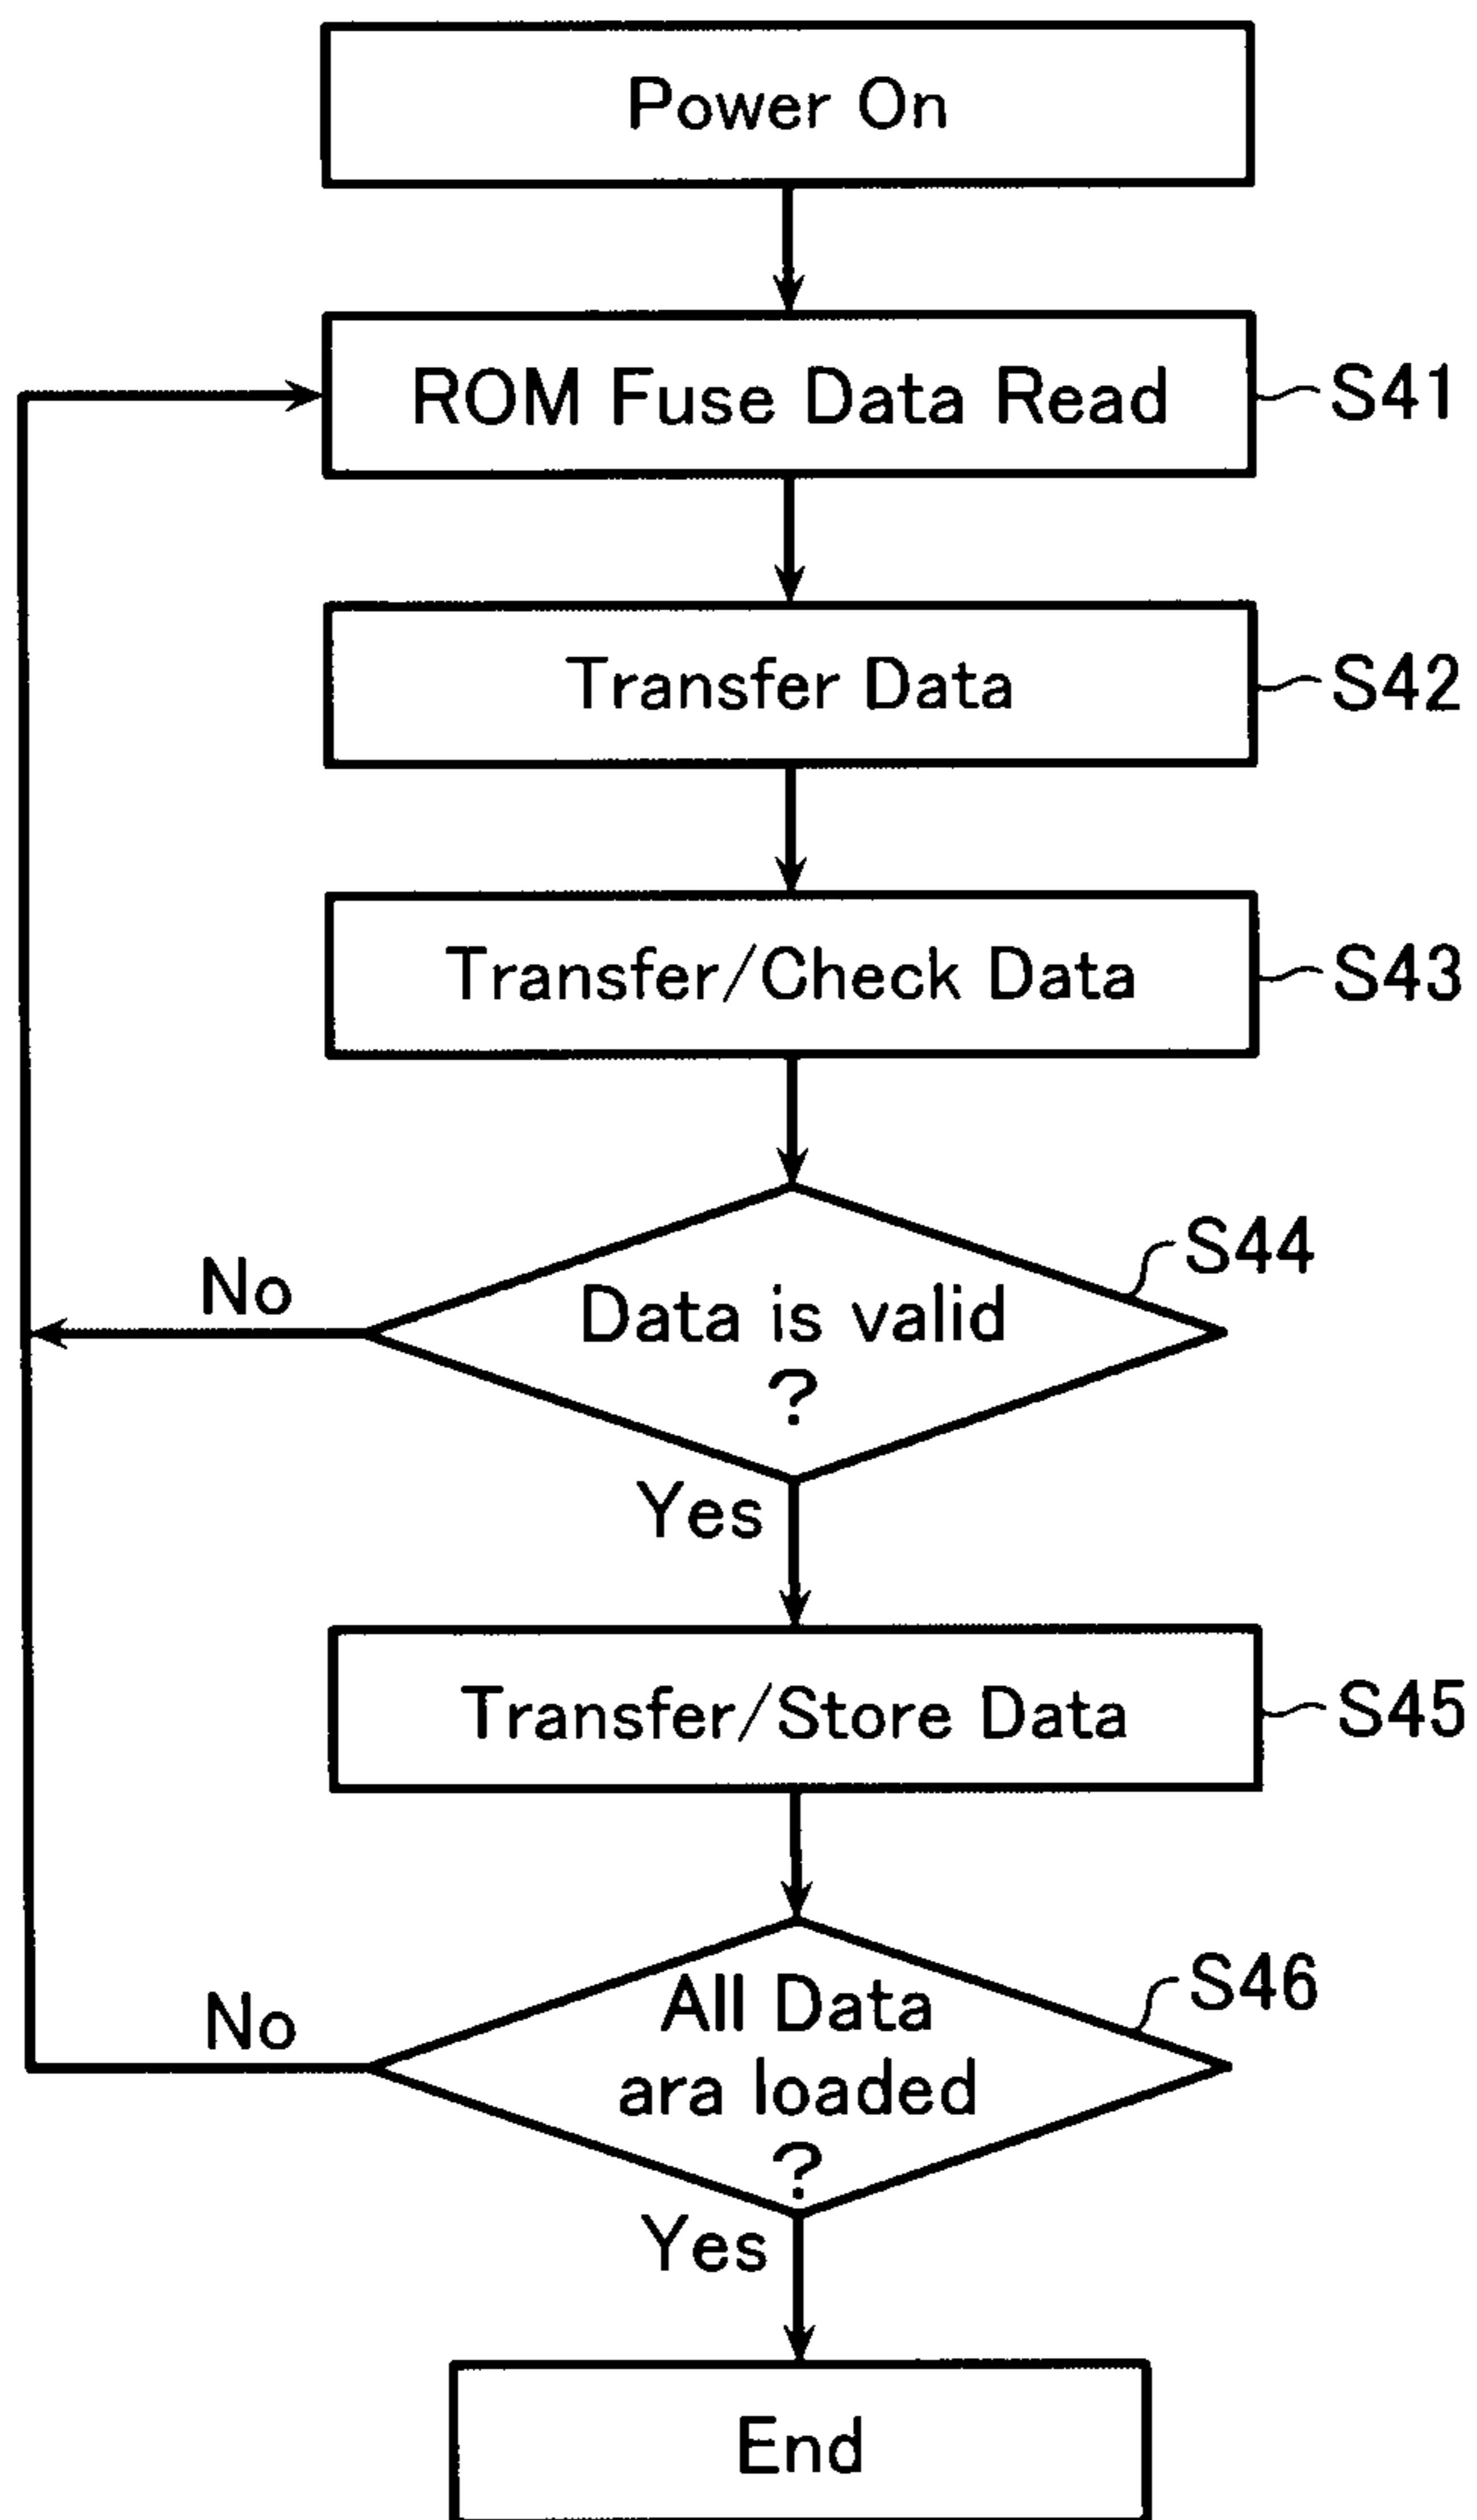 Power On
ROM Fuse Data Read
S41
Transfer Data
S42
Transfer/Check Data
S43
S44
No
Data is valid
?
Yes
Transfer/Store Data
S45
S46
No
All Data
ara loaded
?
Yes
End